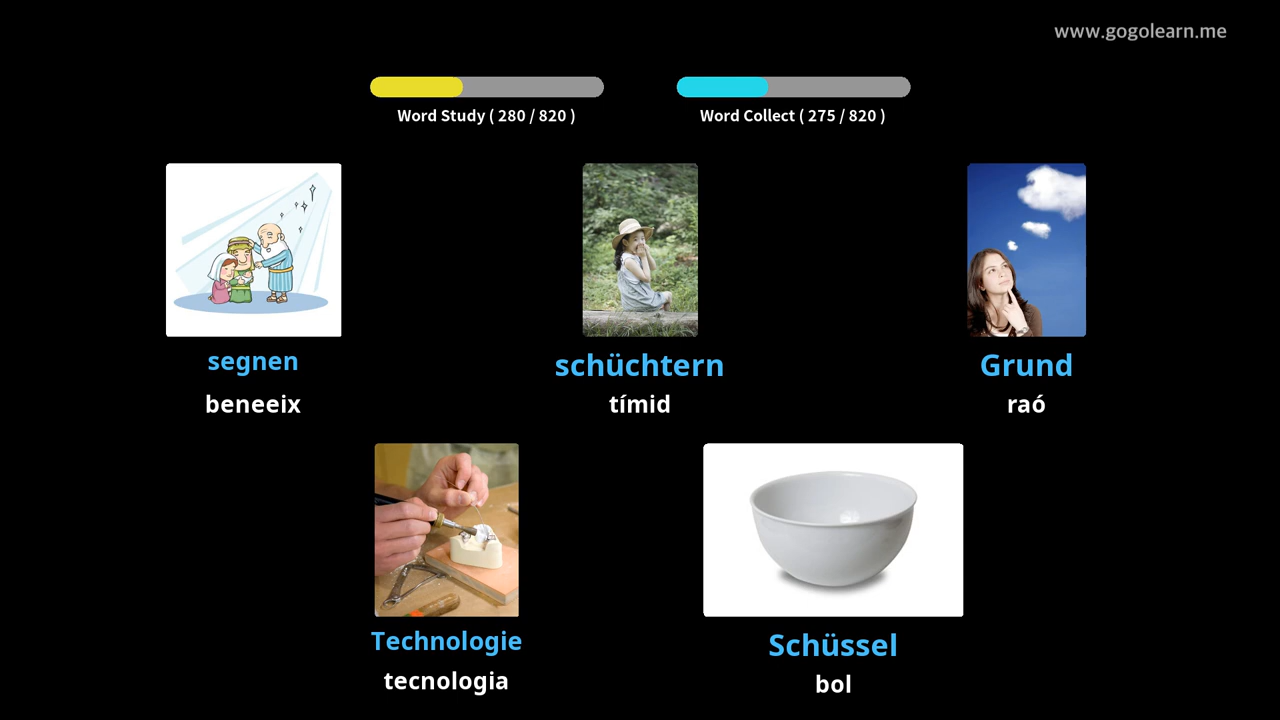 www.gogolearn.me
Word Study ( 280 / 820 )
Word Collect ( 275 / 820 )
segnen
beneeix
schüchtern
tímid
Grund
raó
Technologie
tecnologia
Schüssel
bol